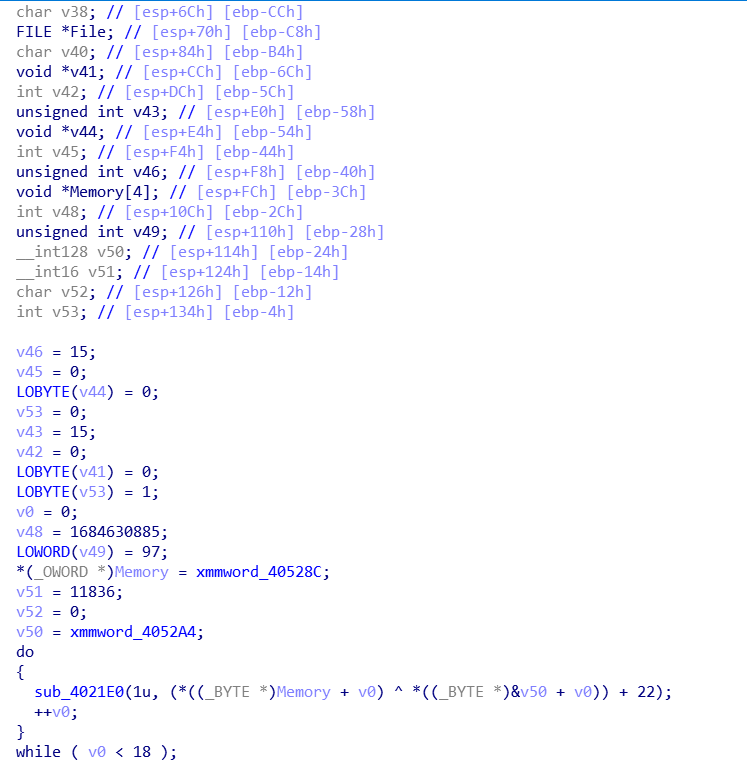 char v38; // [esp+6Ch] [ebp-CCh]
FILE *File; // [esp+70h] [ebp-C8h]
char v40; // [esp+84h] [ebp-B4h]
void *v41; // [esp+CCh] [ebp-6Ch]
int v42; // [esp+DCh] [ebp-5Ch]
unsigned int v43; // [esp+E0h] [ebp-58h]
void *v44; // [esp+E4h] [ebp-54h]
int v45; // [esp+F4h] [ebp-44h]
unsigned int v46; // [esp+F8h] [ebp-40h]
void *Memory[4]; // [esp+FCh] [ebp-3Ch]
int v48; // [esp+10Ch] [ebp-2Ch]
unsigned int v49; // [esp+110h] [ebp-28h]
__int128 v50; // [esp+114h] [ebp-24h]
__int16 v51; // [esp+124h] [ebp-14h]
char v52; // [esp+126h] [ebp-12h]
int v53; // [esp+134h] [ebp-4h]
v46 = 15;
v45 = 0;
LOBYTE(v44) = 0;
v53 = 0;
v43 = 15;
v42 = 0;
LOBYTE(v41) = 0;
LOBYTE(v53) = 1;
v0 = 0;
v48 = 1684630885;
LOWORD(v49) = 97;
*(_OWORD *)Memory = xmmword_40528C;
v51 = 11836;
v52 = 0;
v50 = xmmword_4052A4;
do
{
sub_4021E0(1u, (*((_BYTE *)Memory + v0) ^ *((_BYTE *)&v50 + v0)) + 22);
++v0;
}
while ( v0 < 18 );